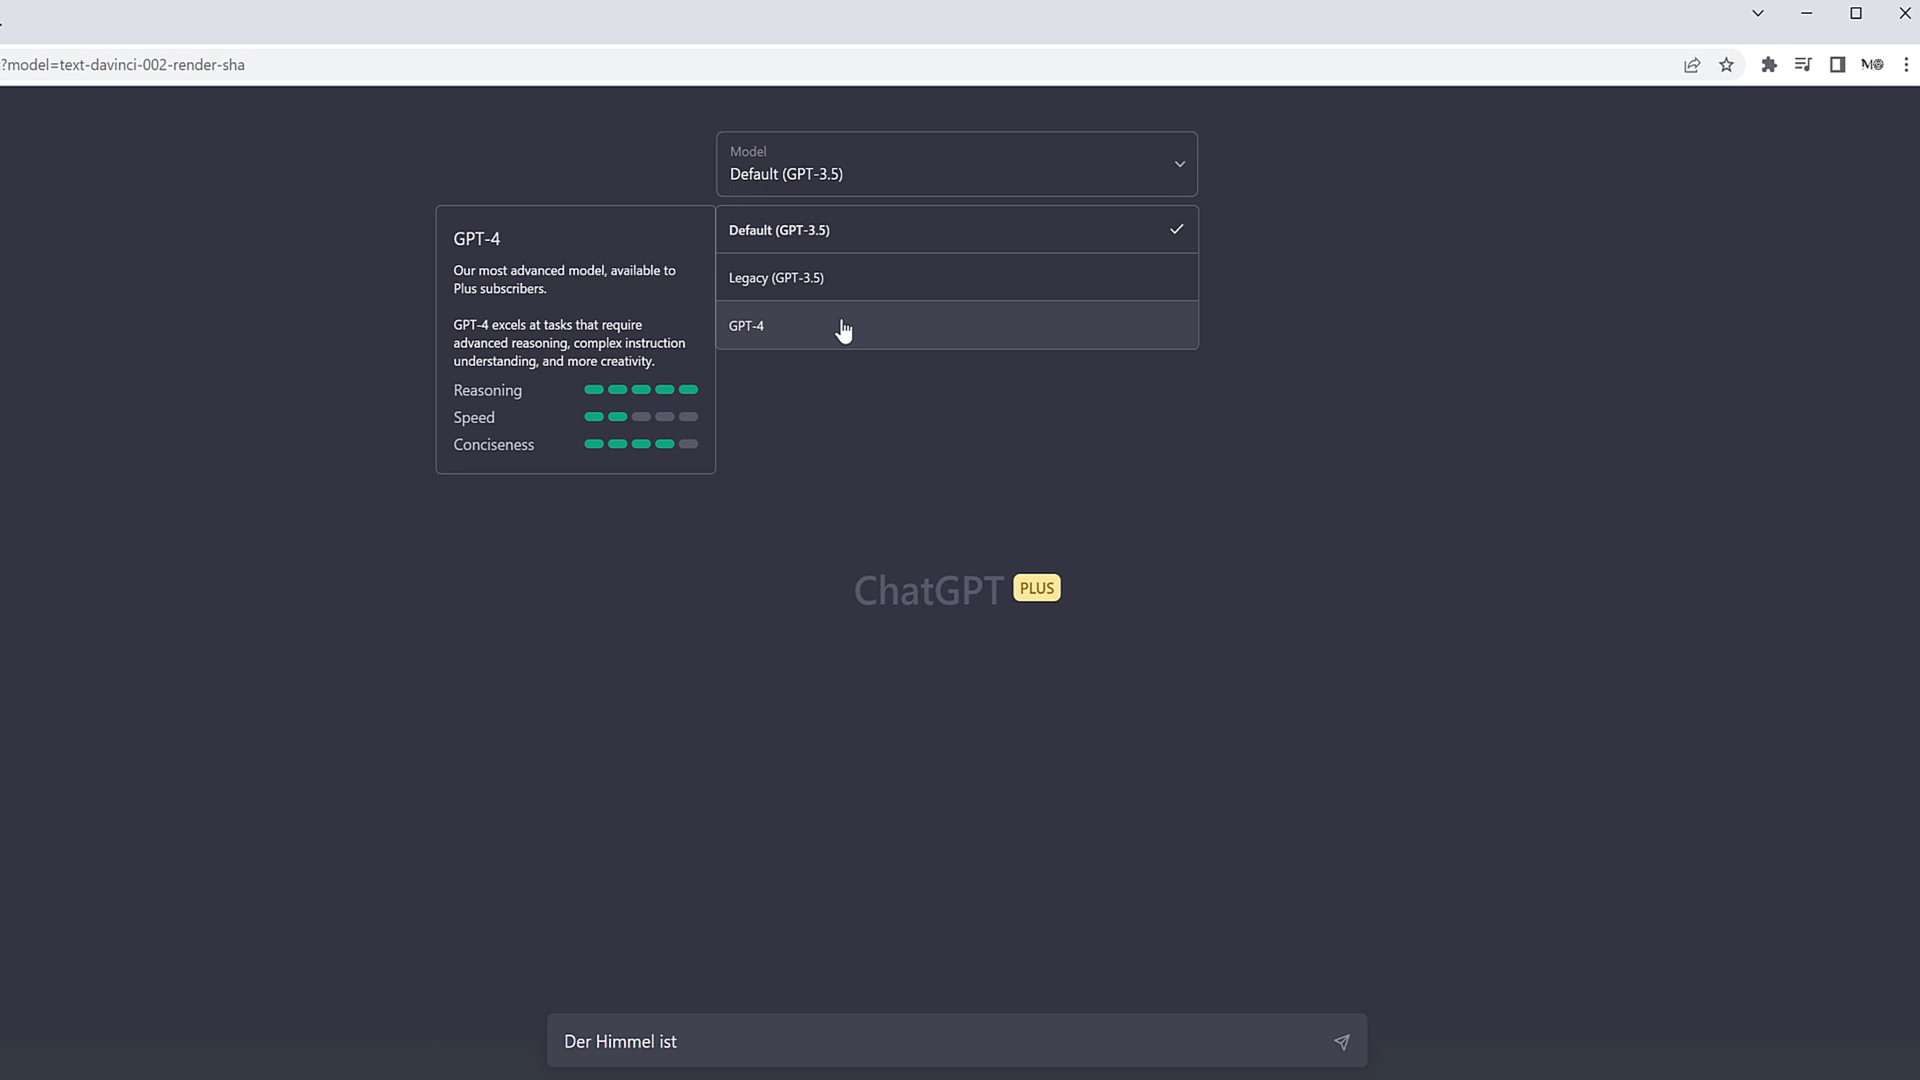 ?model=text-davinci-002-render-sha
Model
Default (GPT-3.5)
GPT-4
Our most advanced model, available to
Plus subscribers.
GPT-4 excels at tasks that require
advanced reasoning, complex instruction
understanding, and more creativity.
Reasoning
Speed
Conciseness
Default (GPT-3.5)
Legacy (GPT-3.5)
GPT-4
ChatGPT PLUS
Der Himmel ist